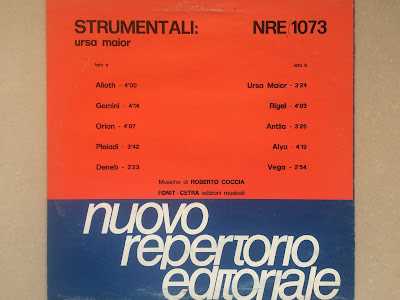 STRUMENTALI: NRE/1073
ursa maior
lato a lato b
Alioth - 4'00 Ursa Maior - 3'24
Gemini - 4'14 Rigel - 4'03
Orion - 4'07 Antlia - 3'26
Pleiadi - 3'42 Alya - 4'19
Deneb - 3'23 Vega - 2'54
Musiche di ROBERTO COCCIA
FONIT-CETRA edizioni musicali
nuovo
repertorio
editoriale